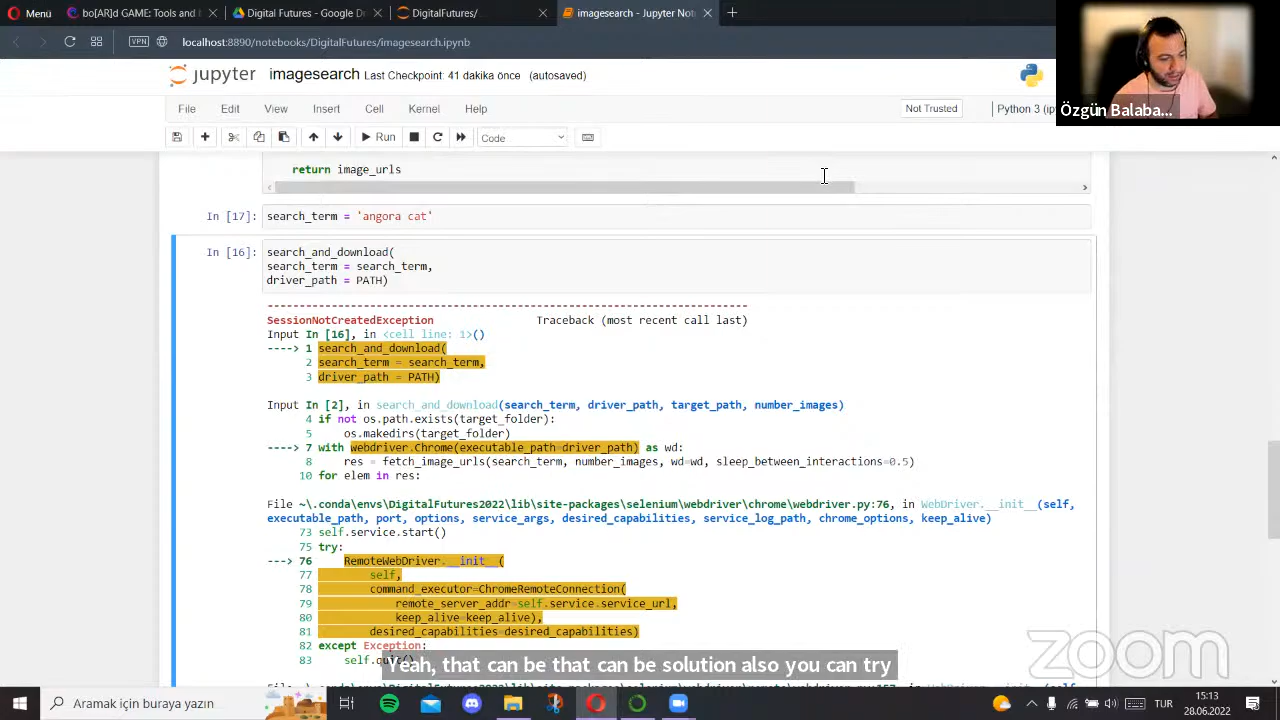 Menü
bo[AR]d GAME: Tools and
Digital Futures - Google D
DigitalFutures/
imagesearch - Jupyter Not
VPN
localhost:8890/notebooks/DigitalFutures/imagesearch.ipynb
jupyter imagesearch Last Checkpoint: 41 dakika önce (autosaved)
Özgün Balaba...
File Edit View Insert Cell Kernel Help
Not Trusted
Python 3 (ip
Run
Code
return image_urls
In [17]: search_term = 'angora cat'
In [16]: search_and_download(
search_term = search_term,
driver_path = PATH)
---------------------------------------------------------------------------
SessionNotCreatedException Traceback (most recent call last)
Input In [16], in <cell line: 1>()
----> 1 search_and_download(
2 search_term = search_term,
3 driver_path = PATH)
Input In [2], in search_and_download(search_term, driver_path, target_path, number_images)
4 if not os.path.exists(target_folder):
5 os.makedirs(target_folder)
----> 7 with webdriver.Chrome(executable_path=driver_path) as wd:
8 res = fetch_image_urls(search_term, number_images, wd=wd, sleep_between_interactions=0.5)
10 for elem in res:
File ~\.conda\envs\DigitalFutures2022\lib\site-packages\selenium\webdriver\chrome\webdriver.py:76, in WebDriver.__init__(self,
executable_path, port, options, service_args, desired_capabilities, service_log_path, chrome_options, keep_alive)
73 self.service.start()
75 try:
---> 76 RemoteWebDriver.__init__(
77 self,
78 command_executor=ChromeRemoteConnection(
79 remote_server_addr=self.service.service_url,
80 keep_alive=keep_alive),
81 desired_capabilities=desired_capabilities)
82 except Exception:
83 self.quit()
Yeah, that can be that can be solution also you can try
zoom
Aramak için buraya yazın
TUR
15:13
28.06.2022